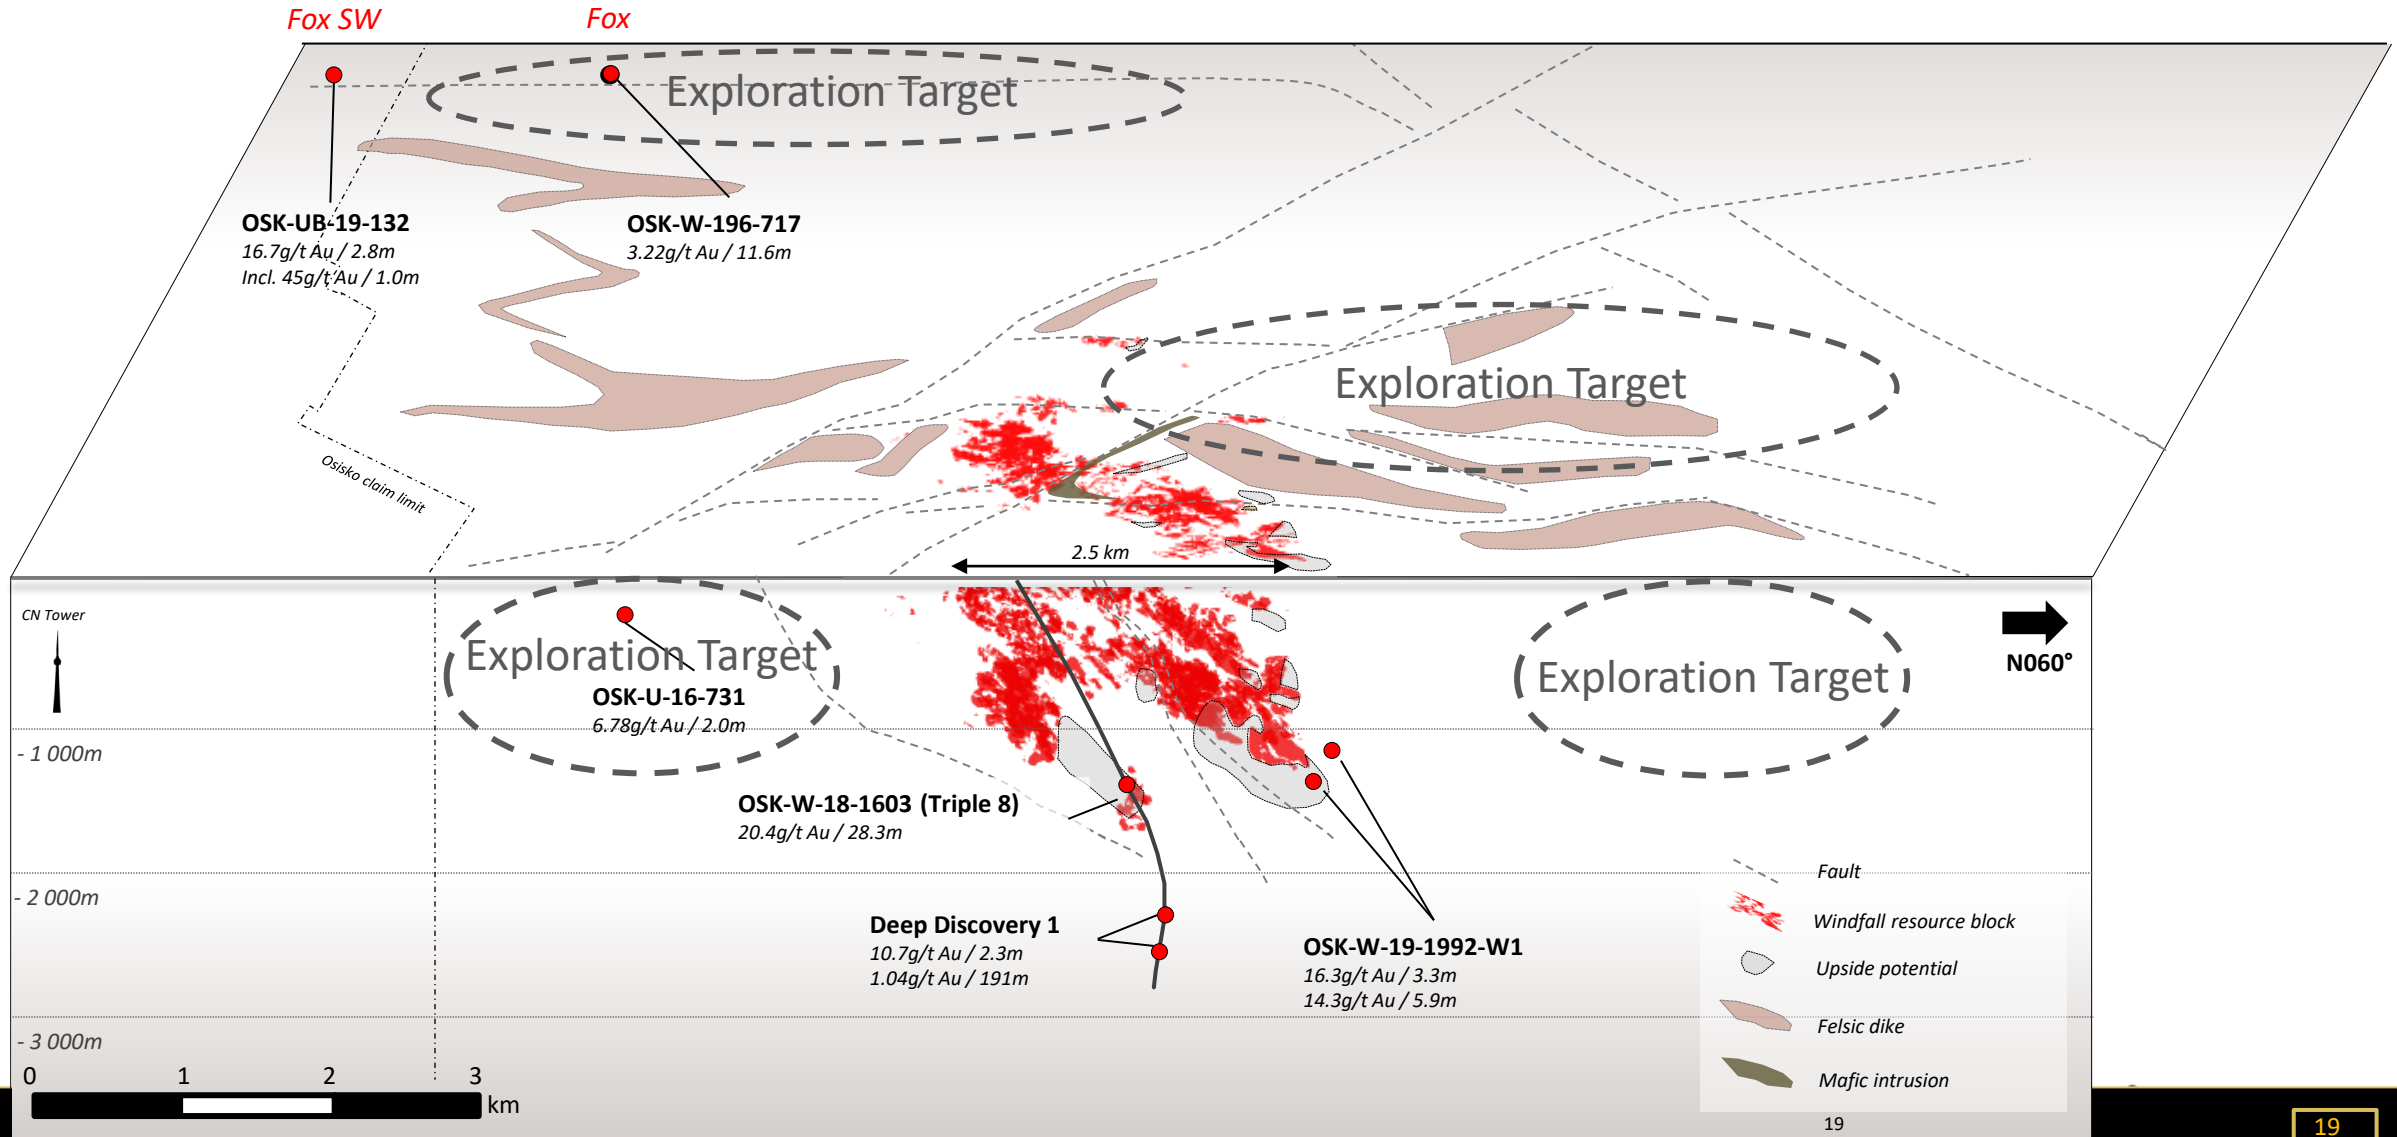 Fox SW
Fox
Exploration Target
OSK-UB-19-132
16.7g/t Au / 2.8m
Incl. 45g/t Au / 1.0m
OSK-W-196-717
3.22g/t Au / 11.6m
Exploration Target
Osisko claim limit
2.5 km
CN Tower
Exploration Target
OSK-U-16-731
6.78g/t Au / 2.0m
Exploration Target
N060°
- 1 000m
OSK-W-18-1603 (Triple 8)
20.4g/t Au / 28.3m
- 2 000m
Deep Discovery 1
10.7g/t Au / 2.3m
1.04g/t Au / 191m
OSK-W-19-1992-W1
16.3g/t Au / 3.3m
14.3g/t Au / 5.9m
Fault
Windfall resource block
Upside potential
Felsic dike
Mafic intrusion
- 3 000m
0 1 2 3
km
19
19